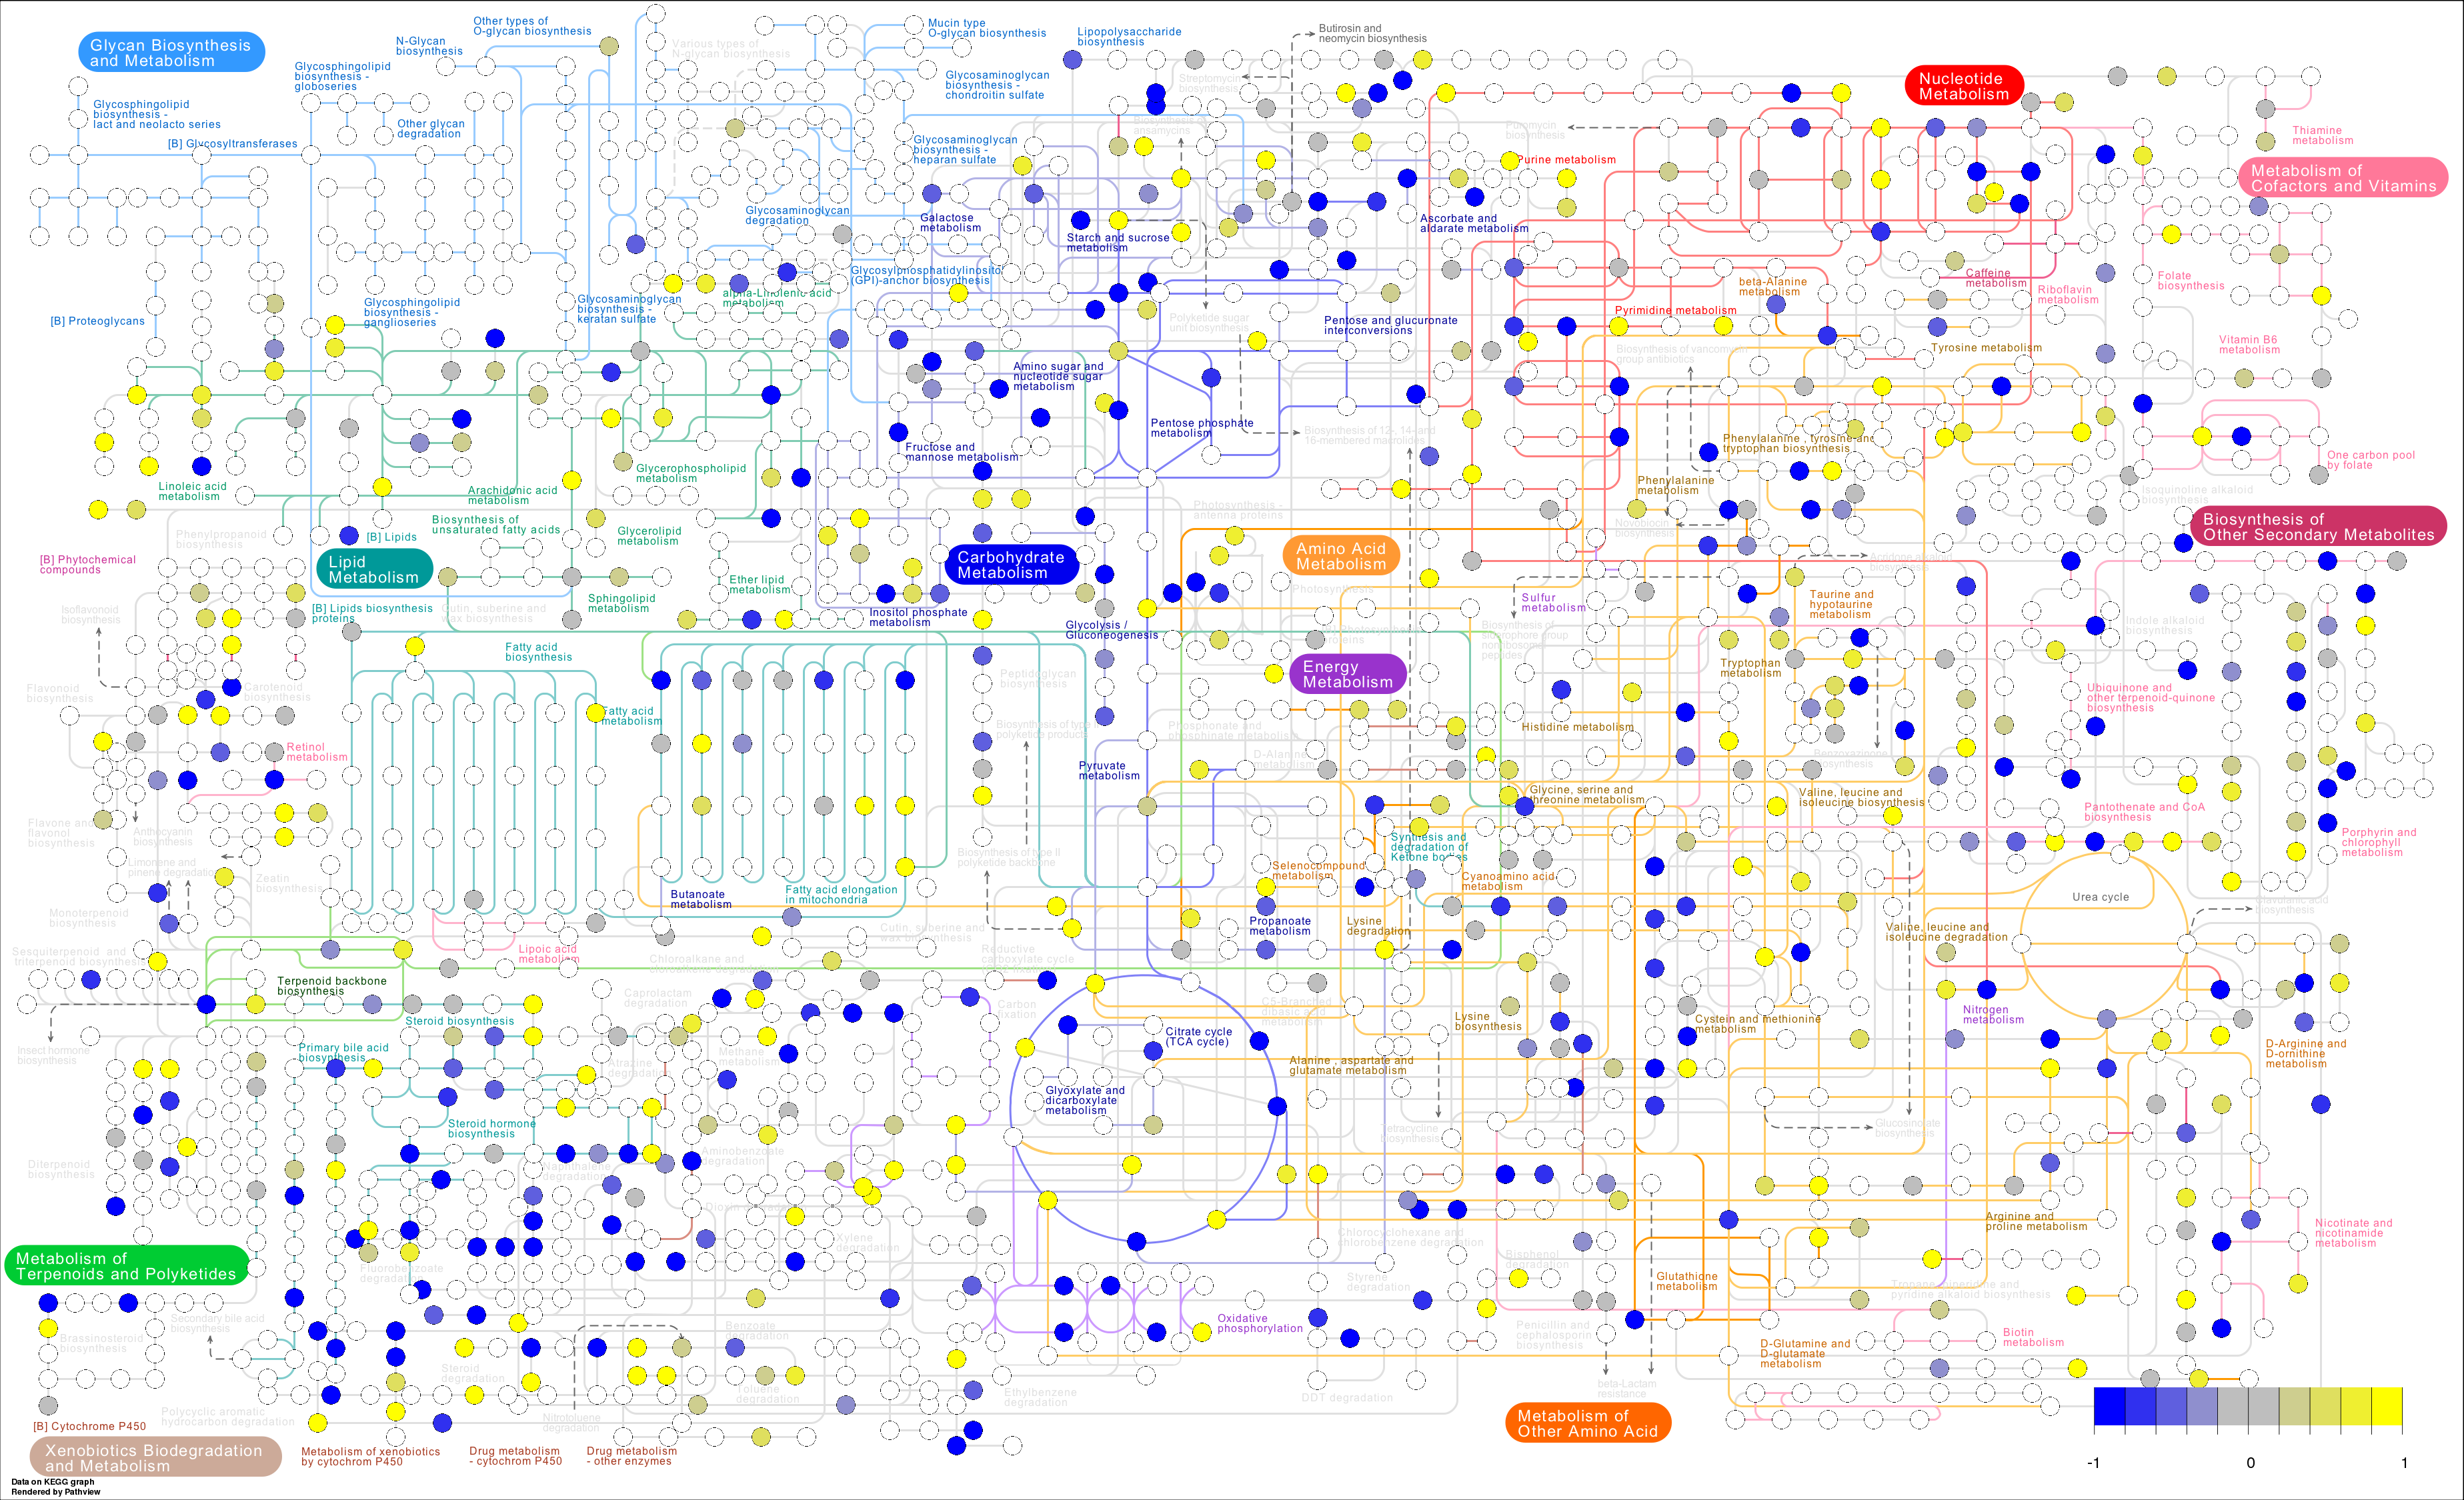 Glycan Biosynthesis
and Metabolism
Other types of
O-glycan biosynthesis
N-Glycan
biosynthesis
Various types of
N-glycan biosynthesis
Mucin type
O-glycan biosynthesis
Lipopolysaccharide
biosynthesis
Butirosin and
neomycin biosynthesis
Glycosphingolipid
biosynthesis -
globoseries
Glycosaminoglycan
biosynthesis -
chondroitin sulfate
Streptomycin
biosynthesis
Nucleotide
Metabolism
Glycosphingolipid
biosynthesis -
lact and neolacto series
Other glycan
degradation
Biosynthesis of
ansamycins
Puromycin
biosynthesis
Thiamine
metabolism
[B] Glycosyltransferases
Glycosaminoglycan
biosynthesis -
heparan sulfate
Purine metabolism
Metabolism of
Cofactors and Vitamins
Glycosaminoglycan
degradation
Galactose
metabolism
Starch and sucrose
metabolism
Ascorbate and
aldarate metabolism
Glycosylphosphatidylinositol
(GPI)-anchor biosynthesis
beta-Alanine
metabolism
Caffeine
metabolism
Riboflavin
metabolism
Folate
biosynthesis
[B] Proteoglycans
Glycosphingolipid
biosynthesis -
ganglioseries
Glycosaminoglycan
biosynthesis -
keratan sulfate
alpha-Linolenic acid
metabolism
Polyketide sugar
unit biosynthesis
Pentose and glucuronate
interconversions
Pyrimidine metabolism
Biosynthesis of vancomycin
group antibiotics
Tyrosine metabolism
Vitamin B6
metabolism
Amino sugar and
nucleotide sugar
metabolism
Pentose phosphate
metabolism
Biosynthesis of 12-, 14- and
16-membered macrolides
Fructose and
mannose metabolism
Phenylalanine , tyrosine and
tryptophan biosynthesis
One carbon pool
by folate
Linoleic acid
metabolism
Arachidonic acid
metabolism
Glycerophospholipid
metabolism
Phenylalanine
metabolism
Isoquinoline alkaloid
biosynthesis
Phenylpropanoid
biosynthesis
[B] Lipids
Biosynthesis of
unsaturated fatty acids
Glycerolipid
metabolism
Photosynthesis -
antenna proteins
Novobiocin
biosynthesis
Biosynthesis of
Other Secondary Metabolites
[B] Phytochemical
compounds
Lipid
Metabolism
Carbohydrate
Metabolism
Amino Acid
Metabolism
Acridone alkaloid
biosynthesis
Ether lipid
metabolism
Photosynthesis
Isoflavonoid
biosynthesis
[B] Lipids biosynthesis
proteins
Cutin, suberine and
wax biosynthesis
Sphingolipid
metabolism
Inositol phosphate
metabolism
Glycolysis /
Gluconeogenesis
Sulfur
metabolism
Taurine and
hypotaurine
metabolism
Biosynthesis of
siderophore group
nonribosomal
peptides
Indole alkaloid
biosynthesis
Fatty acid
biosynthesis
Energy
Metabolism
Tryptophan
metabolism
Flavonoid
biosynthesis
Carotenoid
biosynthesis
Peptidoglycan
biosynthesis
Ubiquinone and
other terpenoid-quinone
biosynthesis
Fatty acid
metabolism
Biosynthesis of type I
polyketide products
Phosphonate and
phosphinate metabolism
Histidine metabolism
Retinol
metabolism
Pyruvate
metabolism
D-Alanine
metabolism
Benzoxazinone
biosynthesis
Flavone and
flavonol
biosynthesis
Anthocyanin
biosynthesis
Glycine, serine and
threonine metabolism
Valine, leucine and
isoleucine biosynthesis
Pantothenate and CoA
biosynthesis
Porphyrin and
chlorophyll
metabolism
Limonene and
pinene degradation
Biosynthesis of type II
polyketide backbone
Synthesis and
degradation of
Ketone bodies
Zeatin
biosynthesis
Butanoate
metabolism
Fatty acid elongation
in mitochondria
Selenocompound
metabolism
Cyanoamino acid
metabolism
Urea cycle
Clavulanic acid
biosynthesis
Monoterpenoid
biosynthesis
Propanoate
metabolism
Lysine
degradation
Valine, leucine and
isoleucine degradation
Sesquiterpenoid and
triterpenoid biosynthesis
Lipoic acid
metabolism
Cutin, suberine and
wax biosynthesis
Reductive
carboxylate cycle
Terpenoid backbone
biosynthesis
Caprolactam
degradation
Carbon
fixation
C5-Branched
dibasic acid
metabolism
Steroid biosynthesis
Lysine
biosynthesis
Cystein and methionine
metabolism
Nitrogen
metabolism
Insect hormone
biosynthesis
Primary bile acid
biosynthesis
Atrazine
degradation
Methane
metabolism
Citrate cycle
(TCA cycle)
Alanine , aspartate and
glutamate metabolism
D-Arginine and
D-ornithine
metabolism
Glyoxylate and
dicarboxylate
metabolism
Steroid hormone
biosynthesis
Tetracycline
biosynthesis
Glucosinolate
biosynthesis
Diterpenoid
biosynthesis
Naphthalene
degradation
Aminobenzoate
degradation
Arginine and
proline metabolism
Nicotinate and
nicotinamide
metabolism
Xylene
degradation
Chlorocyclohexane and
chlorobenzene degradation
Metabolism of
Terpenoids and Polyketides
Fluorobenzoate
degradation
Styrene
degradation
Bisphenol
degradation
Glutathione
metabolism
Tropane, piperidine and
pyridine alkaloid biosynthesis
Secondary bile acid
biosynthesis
Brassinosteroid
biosynthesis
Benzoate
degradation
Oxidative
phosphorylation
Penicillin and
cephalosporin
biosynthesis
D-Glutamine and
D-glutamate
metabolism
Biotin
metabolism
Steroid
degradation
Toluene
degradation
Ethylbenzene
degradation
DDT degradation
beta-Lactam
resistance
Polycyclic aromatic
hydrocarbon degradation
Nitrotoluene
degradation
[B] Cytochrome P450
Metabolism of
Other Amino Acid
Xenobiotics Biodegradation
and Metabolism
Metabolism of xenobiotics
by cytochrom P450
Drug metabolism
- cytochrom P450
Drug metabolism
- other enzymes
-1
0
1
Data on KEGG graph
Rendered by Pathview